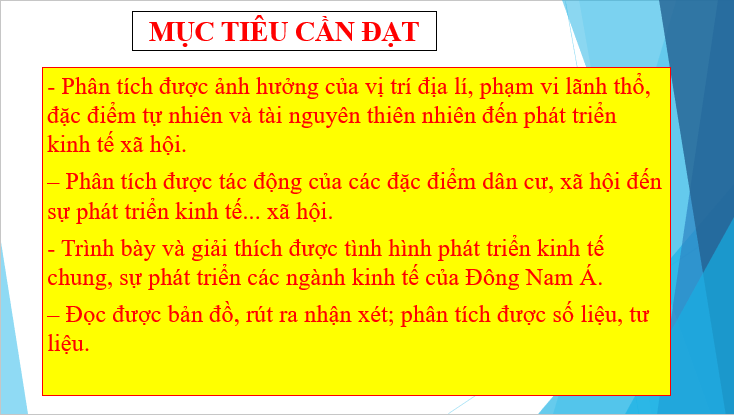 MỤC TIÊU CẦN ĐẠT
- Phân tích được ảnh hưởng của vị trí địa lí, phạm vi lãnh thổ,
đặc điểm tự nhiên và tài nguyên thiên nhiên đến phát triển
kinh tế xã hội.
– Phân tích được tác động của các đặc điểm dân cư, xã hội đến
sự phát triển kinh tế... xã hội.
- Trình bày và giải thích được tình hình phát triển kinh tế
chung, sự phát triển các ngành kinh tế của Đông Nam Á.
– Đọc được bản đồ, rút ra nhận xét; phân tích được số liệu, tư
liệu.